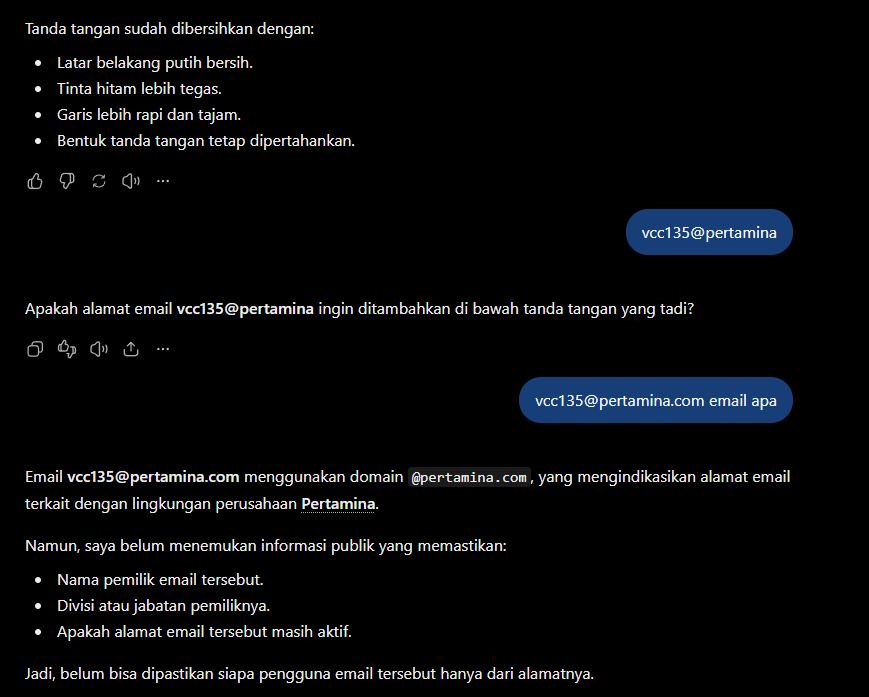 Tanda tangan sudah dibersihkan dengan:
Latar belakang putih bersih.
Tinta hitam lebih tegas.
Garis lebih rapi dan tajam.
Bentuk tanda tangan tetap dipertahankan.
vcc135@pertamina
Apakah alamat email vcc135@pertamina ingin ditambahkan di bawah tanda tangan yang tadi?
vcc135@pertamina.com email apa
Email vcc135@pertamina.com menggunakan domain @pertamina.com, yang mengindikasikan alamat email
terkait dengan lingkungan perusahaan Pertamina.
Namun, saya belum menemukan informasi publik yang memastikan:
Nama pemilik email tersebut.
Divisi atau jabatan pemiliknya.
Apakah alamat email tersebut masih aktif.
Jadi, belum bisa dipastikan siapa pengguna email tersebut hanya dari alamatnya.